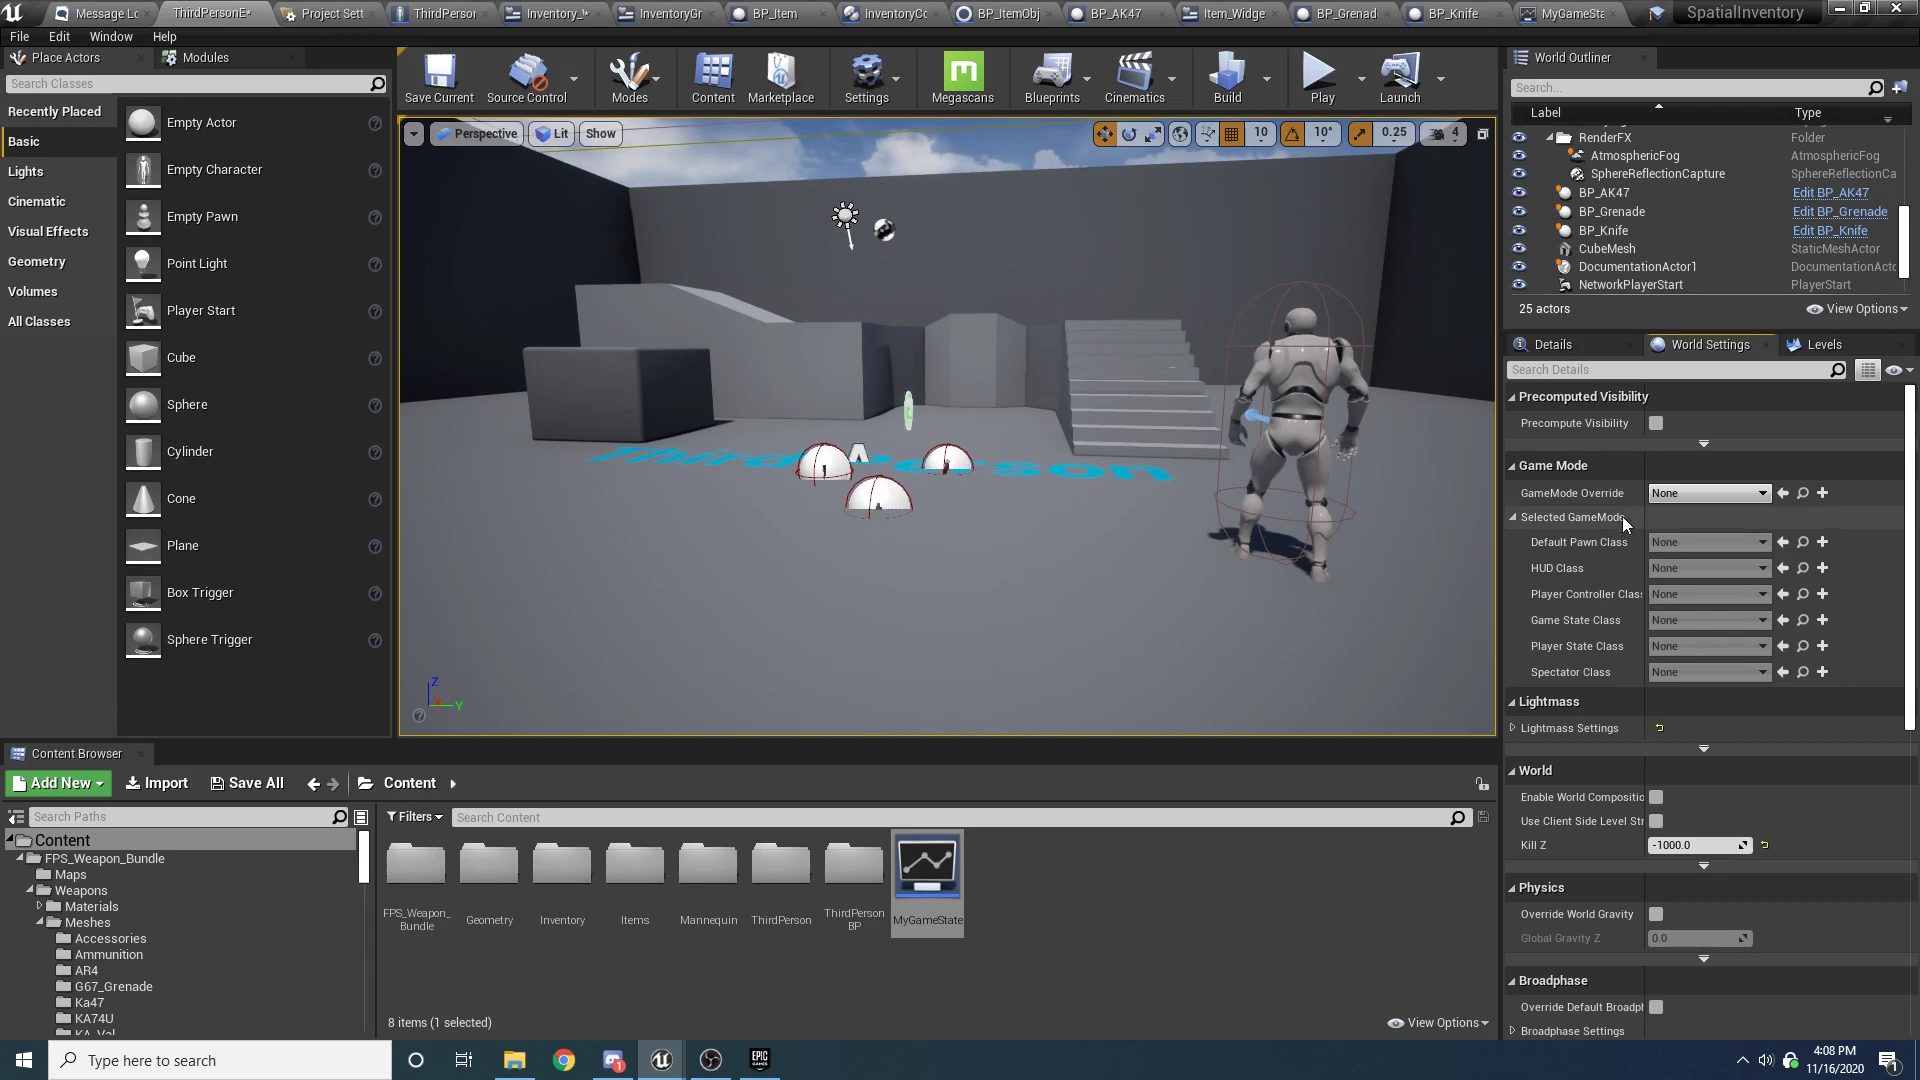 Message Lo
ThirdPersonE*
Project Sett
ThirdPerson
Inventory_W
InventoryGr
BP_Item
InventoryCo
BP_ItemObj
BP_AK47
Item_Widge
BP_Grenad
BP_Knife
MyGameSta
SpatialInventory
File
Edit
Window
Help
Place Actors
Modules
Search Classes
Recently Placed
Basic
Lights
Cinematic
Visual Effects
Geometry
Volumes
All Classes
Empty Actor
Empty Character
Empty Pawn
Point Light
Player Start
Cube
Sphere
Cylinder
Cone
Plane
Box Trigger
Sphere Trigger
Save Current
Source Control
Modes
Content
Marketplace
Settings
Megascans
Blueprints
Cinematics
Build
Play
Launch
Perspective
Lit
Show
10
10°
0.25
4
Z
Y
World Outliner
Search...
Label
Type
RenderFX
Folder
AtmosphericFog
AtmosphericFog
SphereReflectionCapture
SphereReflectionCa
BP_AK47
Edit BP_AK47
BP_Grenade
Edit BP_Grenade
BP_Knife
Edit BP_Knife
CubeMesh
StaticMeshActor
DocumentationActor1
DocumentationActo
NetworkPlayerStart
PlayerStart
25 actors
View Options
Details
World Settings
Levels
Search Details
Precomputed Visibility
Precompute Visibility
Game Mode
GameMode Override
None
Selected GameMode
Default Pawn Class
None
HUD Class
None
Player Controller Class
None
Game State Class
None
Player State Class
None
Spectator Class
None
Lightmass
Lightmass Settings
World
Enable World Compositio
Use Client Side Level Str
Kill Z
-1000.0
Physics
Override World Gravity
Global Gravity Z
0.0
Broadphase
Override Default Broadph
Broadphase Settings
Content Browser
Add New
Import
Save All
Content
Search Paths
Filters
Search Content
Content
FPS_Weapon_Bundle
Maps
Weapons
Materials
Meshes
Accessories
Ammunition
AR4
G67_Grenade
Ka47
KA74U
KA_Val
FPS_Weapon_
Bundle
Geometry
Inventory
Items
Mannequin
ThirdPerson
ThirdPerson
BP
MyGameState
8 items (1 selected)
View Options
Type here to search
4:08 PM
11/16/2020